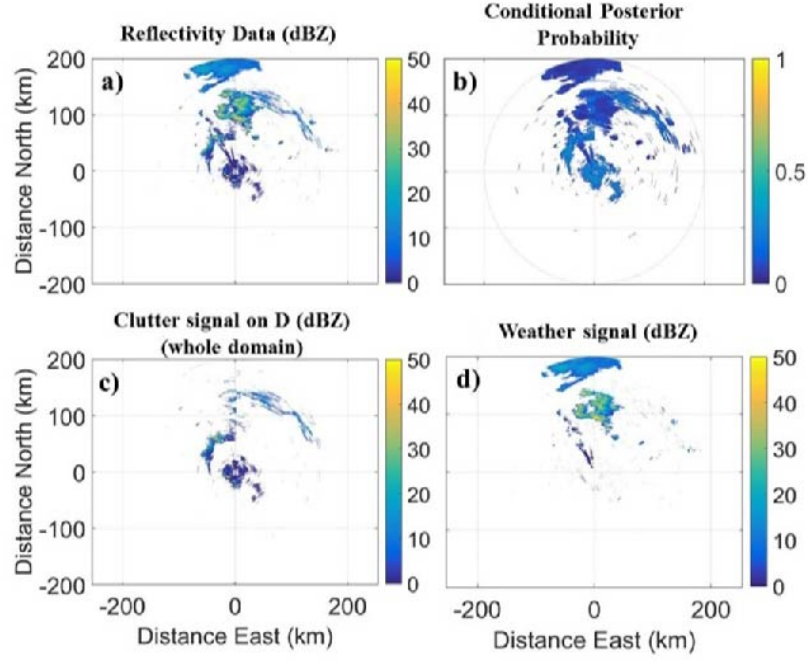 Reflectivity Data (dBZ)
a)
200
100
0
-100
-200
Distance North (km)
50
40
30
20
10
0
Conditional Posterior
Probability
b)
1
0.5
0
Clutter signal on D (dBZ)
(whole domain)
c)
200
100
0
-100
-200
Distance North (km)
-200 0 200
Distance East (km)
50
40
30
20
10
0
Weather signal (dBZ)
d)
-200 0 200
Distance East (km)
50
40
30
20
10
0